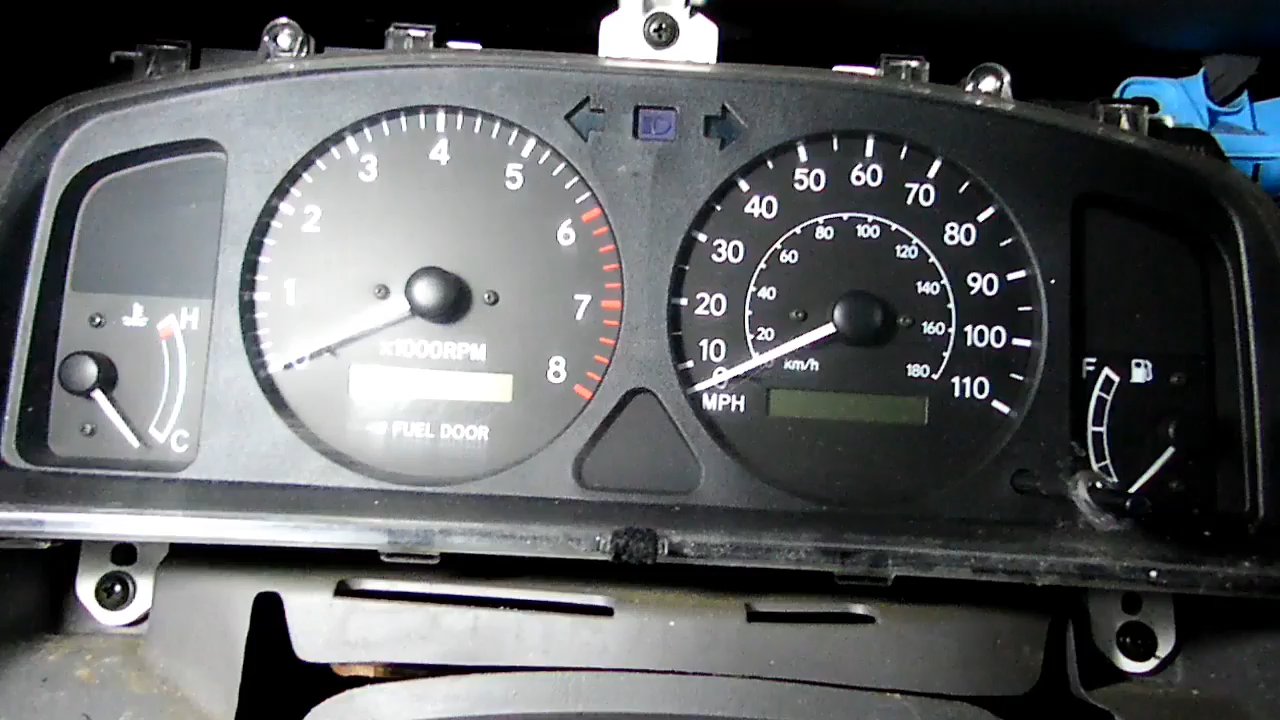 1 2 3 4 5 6 7 8
0
x1000RPM
FUEL DOOR
H
C
0 10 20 30 40 50 60 70 80 90 100 110
MPH
20 40 60 80 100 120 140 160 180
km/h
F